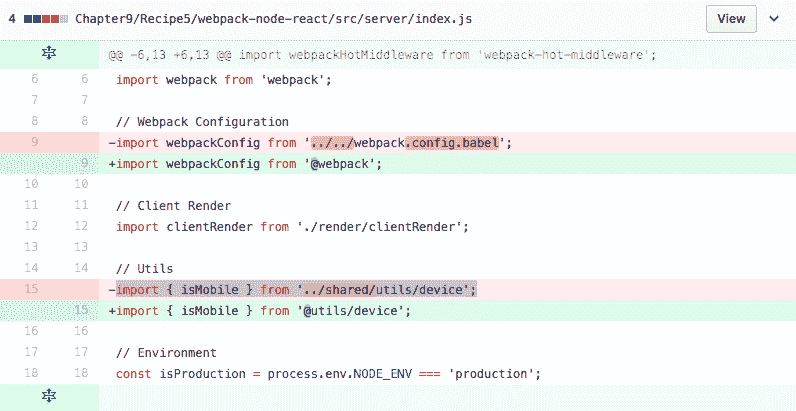 4 Chapter9/Recipe5/webpack-node-react/src/server/index.js View
@@ -6,13 +6,13 @@ import webpackHotMiddleware from 'webpack-hot-middleware';
6 6 import webpack from 'webpack';
7 7
8 8 // Webpack Configuration
9 -import webpackConfig from '../../webpack.config.babel';
9 +import webpackConfig from '@webpack';
10 10
11 11 // Client Render
12 12 import clientRender from './render/clientRender';
13 13
14 14 // Utils
15 -import { isMobile } from '../shared/utils/device';
15 +import { isMobile } from '@utils/device';
16 16
17 17 // Environment
18 18 const isProduction = process.env.NODE_ENV === 'production';